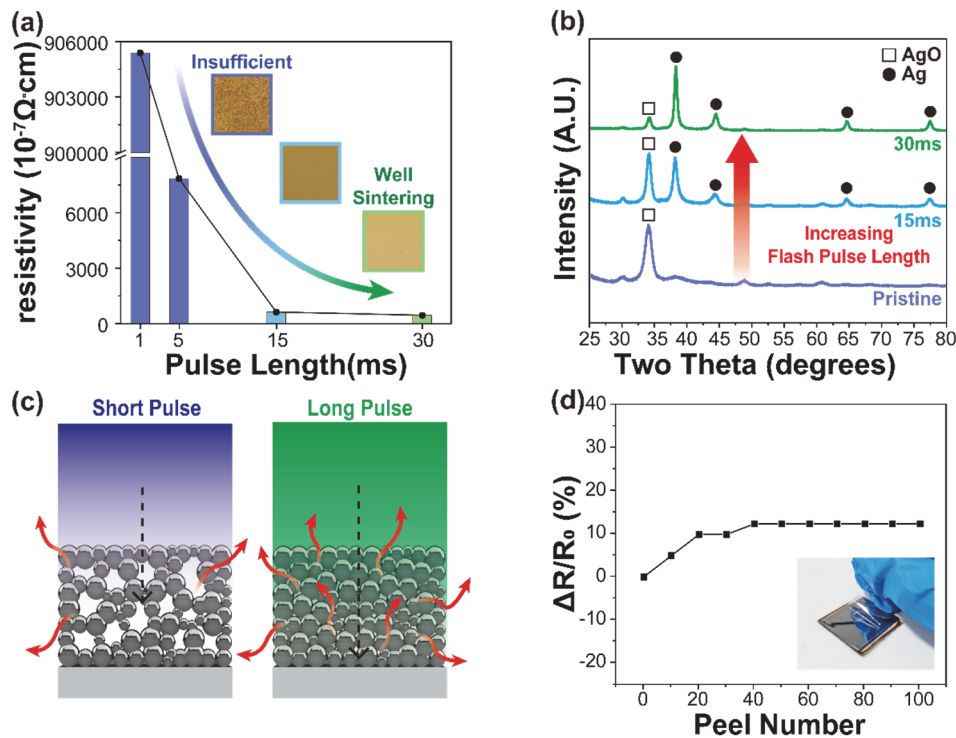 (a)
906000
903000
900000
6000
3000
0
resistivity (10⁻⁷Ω·cm)
Insufficient
Well
Sintering
1
5
15
30
Pulse Length(ms)
(b)
Intensity (A.U.)
□ AgO
● Ag
30ms
15ms
Increasing
Flash Pulse Length
Pristine
25 30 35 40 45 50 55 60 65 70 75 80
Two Theta (degrees)
(c)
Short Pulse
Long Pulse
(d)
40
30
20
10
0
-10
-20
ΔR/R₀ (%)
0 20 40 60 80 100
Peel Number